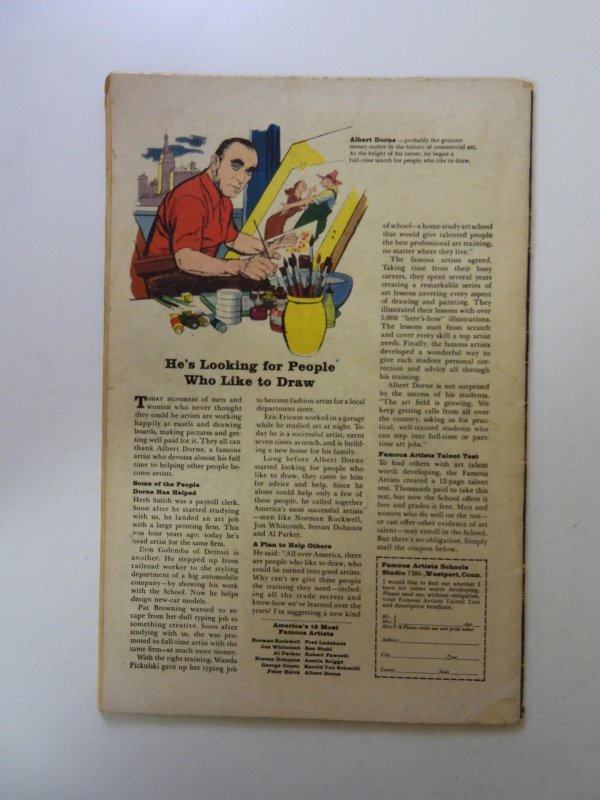 Albert Dorne—probably the greatest
money-maker in the history of commercial art.
At the height of his career, he began a
full-time search for people who like to draw.
He's Looking for People
Who Like to Draw
TODAY HUNDREDS of men and
women who never thought
they could be artists are working
happily at easels and drawing
boards, making pictures and get-
ting well paid for it. They all can
thank Albert Dorne, a famous
artist who devotes almost his full
time to helping other people be-
come artists.
Some of the People
Dorne Has Helped
Herb Smith was a payroll clerk.
Soon after he started studying
with us, he landed an art job
with a large printing firm. This
was four years ago: today he's
head artist for the same firm.
Don Golemba of Detroit is
another. He stepped up from
railroad worker to the styling
department of a big automobile
company—by showing his work
with the School. Now he helps
design new-car models.
Pat Browning wanted to es-
cape from her dull typing job to
something creative. Soon after
studying with us, she was pro-
moted to full-time artist with the
same firm—at much more money.
With the right training, Wanda
Pickulski gave up her typing job
to become fashion artist for a local
department store.
Eric Ericson worked in a garage
while he studied art at night. To-
day he is a successful artist, earns
seven times as much, and is build-
ing a new home for his family.
Long before Albert Dorne
started looking for people who
like to draw, they came to him
for advice and help. Since he
alone could help only a few of
these people, he called together
America's most successful artists
—men like Norman Rockwell,
Jon Whitcomb, Stevan Dohanos
and Al Parker.
A Plan to Help Others
He said: "All over America, there
are people who like to draw, who
could be turned into good artists.
Why can't we give these people
the training they need—includ-
ing all the trade secrets and
know-how we've learned over the
years? I'm suggesting a new kind
America's 12 Most
Famous Artists
Norman Rockwell Fred Ludekens
Jon Whitcomb Ben Stahl
Al Parker Robert Fawcett
Stevan Dohanos Austin Briggs
George Giusti Harold Von Schmidt
Peter Helck Albert Dorne
of school—a home-study art school
that would give talented people
the best professional art training,
no matter where they live."
The famous artists agreed.
Taking time from their busy
careers, they spent several years
creating a remarkable series of
art lessons covering every aspect
of drawing and painting. They
illustrated their lessons with over
5,000 "here's-how" illustrations.
The lessons start from scratch
and cover every skill a top artist
needs. Finally, the famous artists
developed a wonderful way to
give each student personal cor-
rection and advice all through
his training.
Albert Dorne is not surprised
by the success of his students,
"The art field is growing. We
keep getting calls from all over
the country, asking us for prac-
tical, well-trained students who
can step into full-time or part-
time art jobs."
Famous Artists Talent Test
To find others with art talent
worth developing, the Famous
Artists created a 12-page talent
test. Thousands paid to take this
test, but now the School offers it
free and grades it free. Men and
women who do well on the test—
or can offer other evidence of art
talent—may enroll in the School.
But there's no obligation. Simply
mail the coupon below.
Famous Artists Schools
Studio 7384, Westport, Conn.
I would like to find out whether I
have art talent worth developing.
Please send me, without obligation,
your Famous Artists Talent Test
and descriptive brochure.
Mr.
Mrs. Age
Miss Please circle one and print name
Address
City Zone
County State